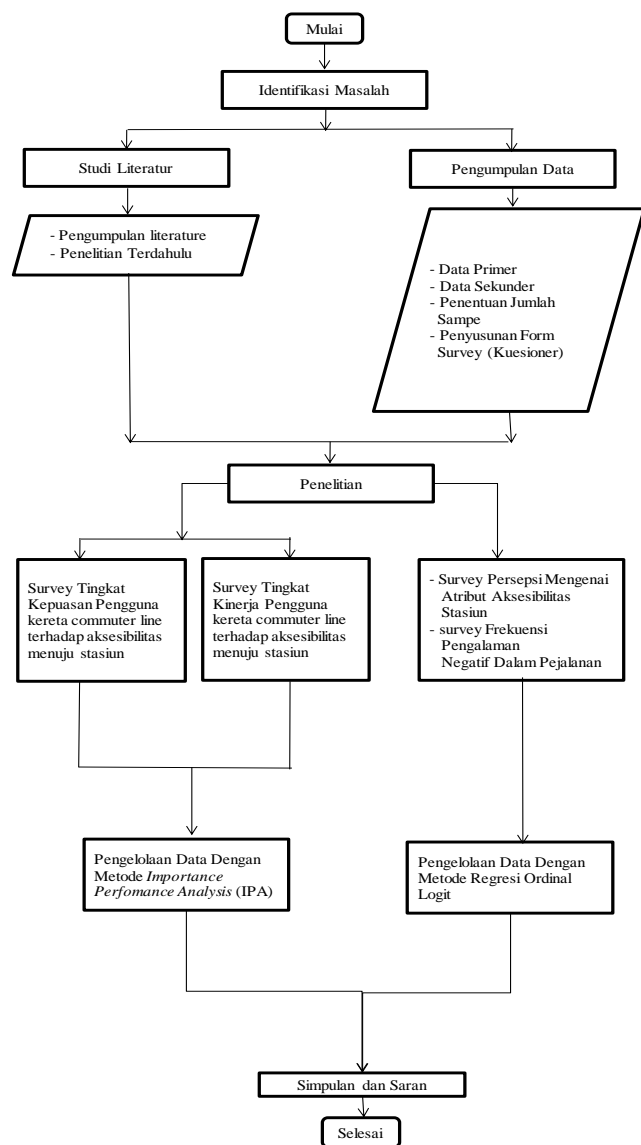 Mulai
Identifikasi Masalah
Studi Literatur
Pengumpulan Data
- Pengumpulan literature
- Penelitian Terdahulu
- Data Primer
- Data Sekunder
- Penentuan Jumlah
Sampe
- Penyusunan Form
Survey (Kuesioner)
Penelitian
Survey Tingkat
Kepuasan Pengguna
kereta commuter line
terhadap aksesibilitas
menuju stasiun
Survey Tingkat
Kinerja Pengguna
kereta commuter line
terhadap aksesibilitas
menuju stasiun
- Survey Persepsi Mengenai
Atribut Aksesibilitas
Stasiun
- survey Frekuensi
Pengalaman
Negatif Dalam Pejalanan
Pengelolaan Data Dengan
Metode Importance
Perfomance Analysis (IPA)
Pengelolaan Data Dengan
Metode Regresi Ordinal
Logit
Simpulan dan Saran
Selesai